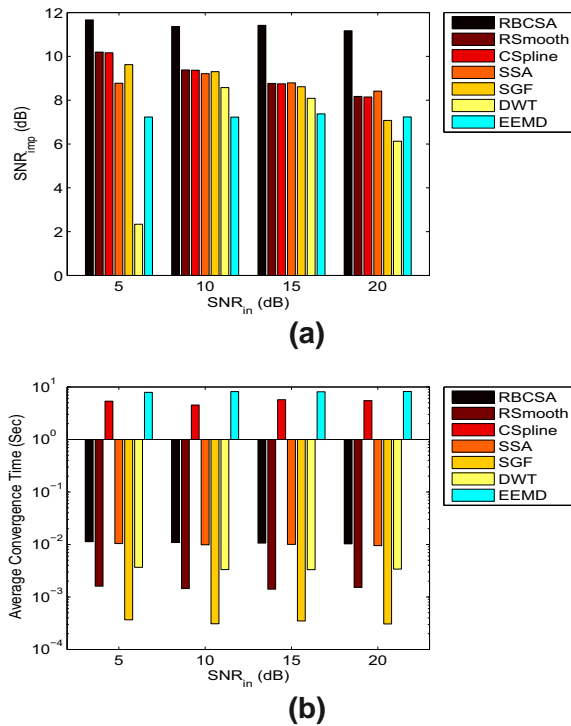 12
10
8
6
4
2
0
SNR_imp (dB)
5 10 15 20
SNR_in (dB)
RBCSA
RSmooth
CSpline
SSA
SGF
DWT
EEMD
(a)
10^1
10^0
10^−1
10^−2
10^−3
10^−4
Average Convergence Time (Sec)
5 10 15 20
SNR_in (dB)
RBCSA
RSmooth
CSpline
SSA
SGF
DWT
EEMD
(b)